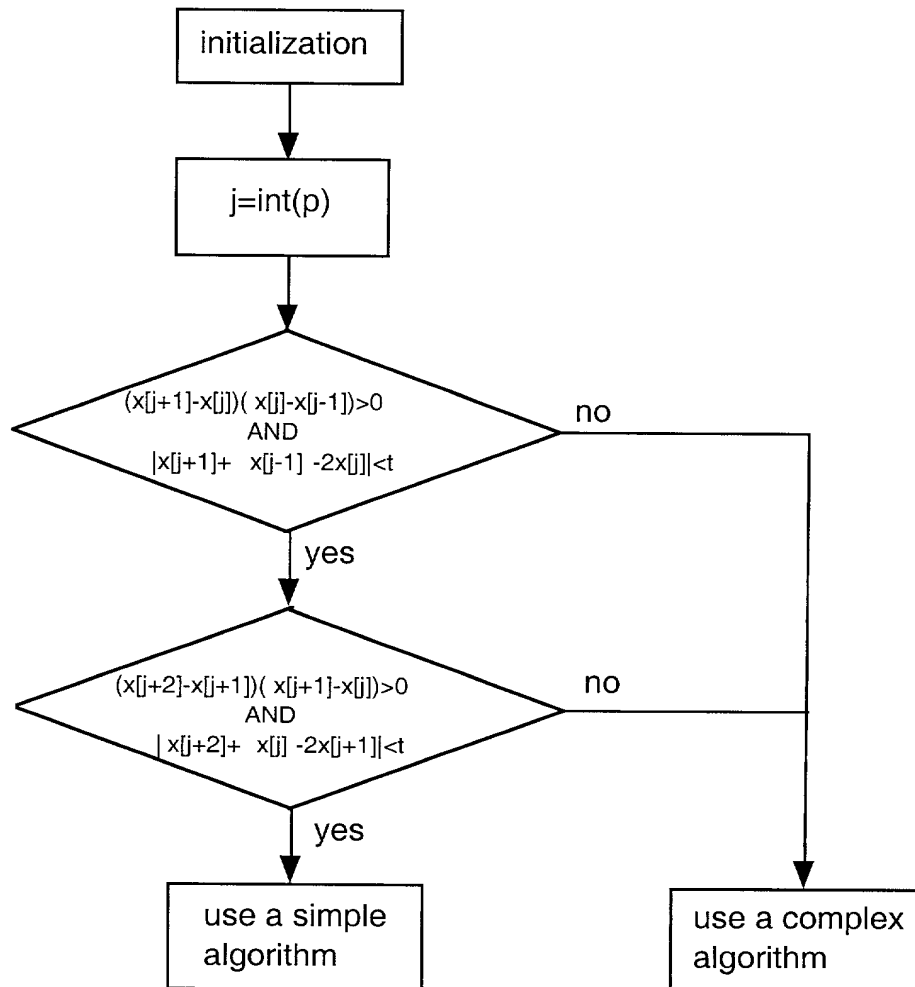 initialization
j=int(p)
(x[j+1]-x[j])( x[j]-x[j-1])>0
AND
|x[j+1]+ x[j-1] -2x[j]|<t
no
yes
(x[j+2]-x[j+1])( x[j+1]-x[j])>0
AND
| x[j+2]+ x[j] -2x[j+1]|<t
no
yes
use a simple
algorithm
use a complex
algorithm